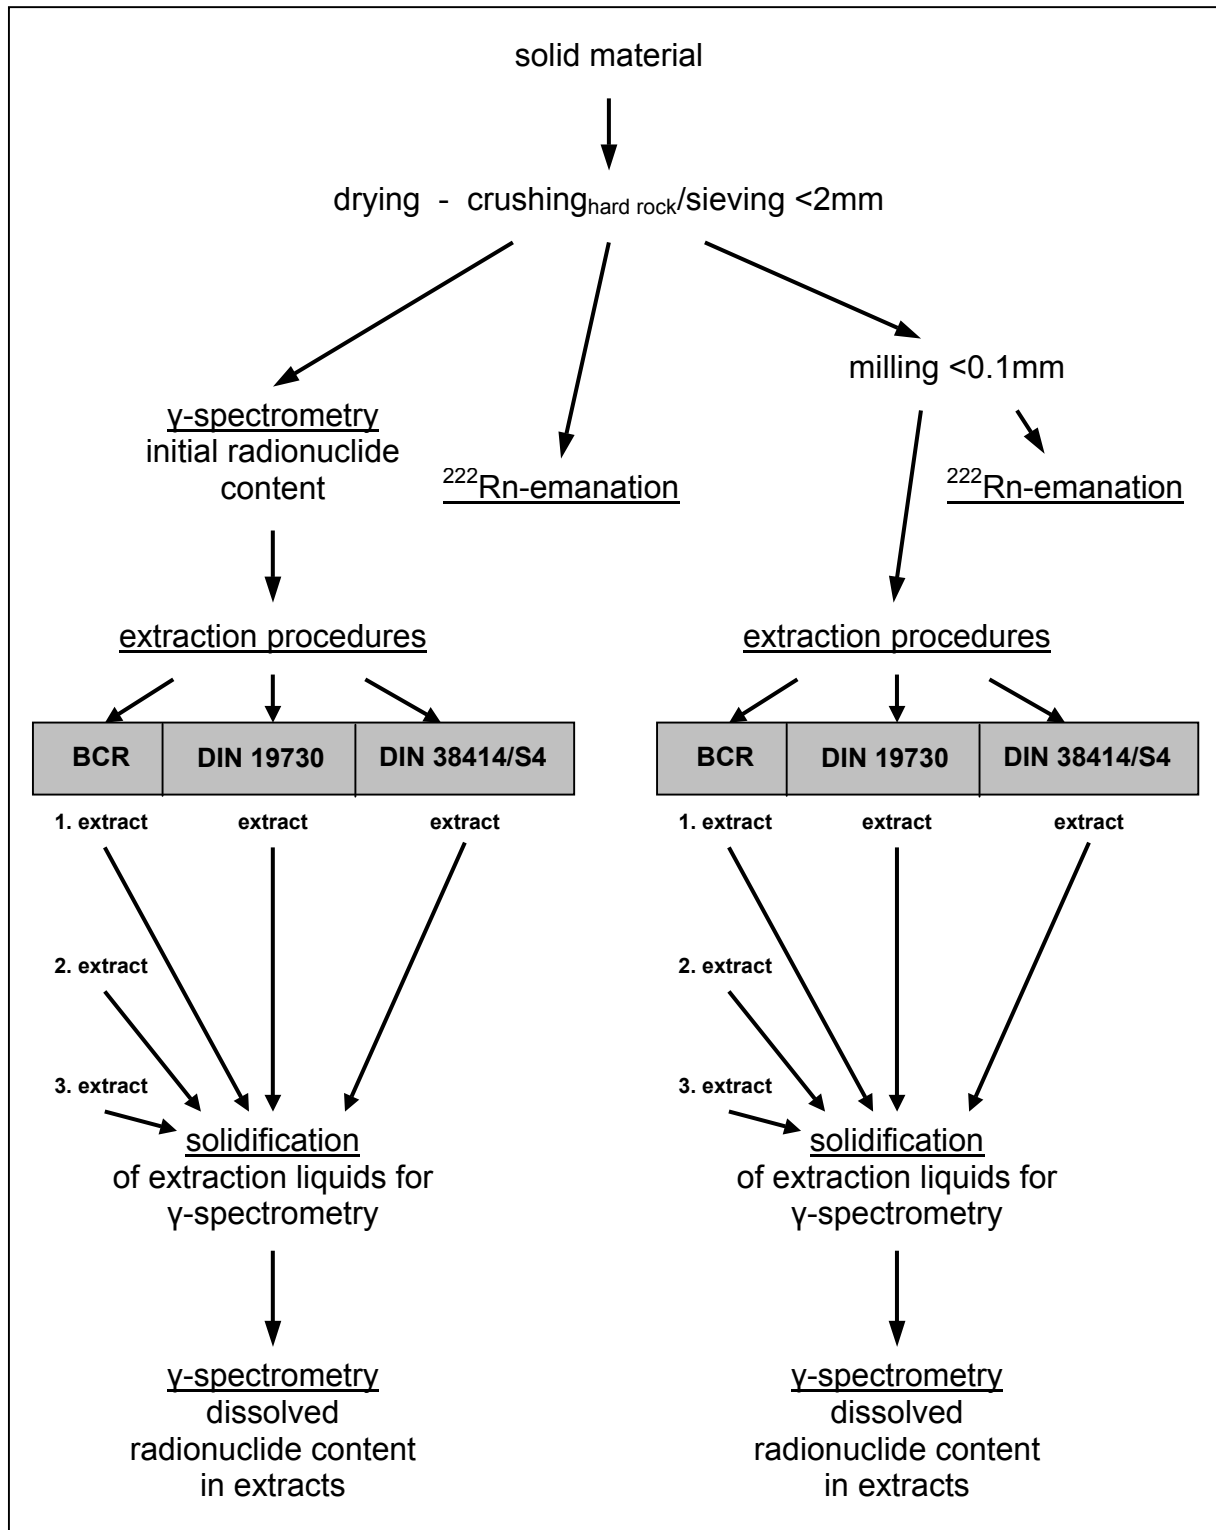 solid material
drying - crushing hard rock/sieving <2mm
milling <0.1mm
γ-spectrometry
initial radionuclide
content
²²²Rn-emanation
²²²Rn-emanation
extraction procedures
extraction procedures
BCR DIN 19730 DIN 38414/S4
BCR DIN 19730 DIN 38414/S4
1. extract extract extract
1. extract extract extract
2. extract
2. extract
3. extract
3. extract
solidification
of extraction liquids for
γ-spectrometry
solidification
of extraction liquids for
γ-spectrometry
γ-spectrometry
dissolved
radionuclide content
in extracts
γ-spectrometry
dissolved
radionuclide content
in extracts